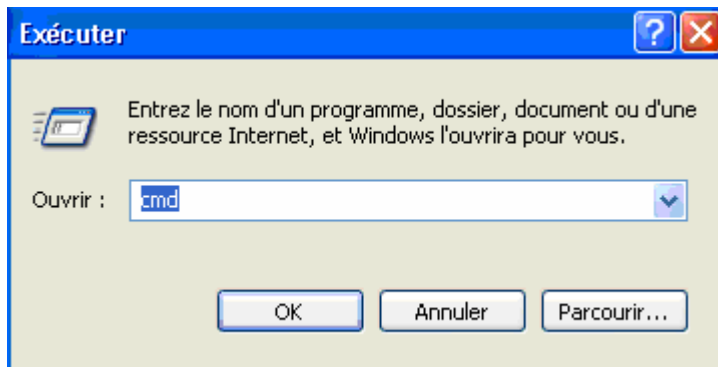 Exécuter
Entrez le nom d'un programme, dossier, document ou d'une
ressource Internet, et Windows l'ouvrira pour vous.
Ouvrir : cmd
OK Annuler Parcourir...